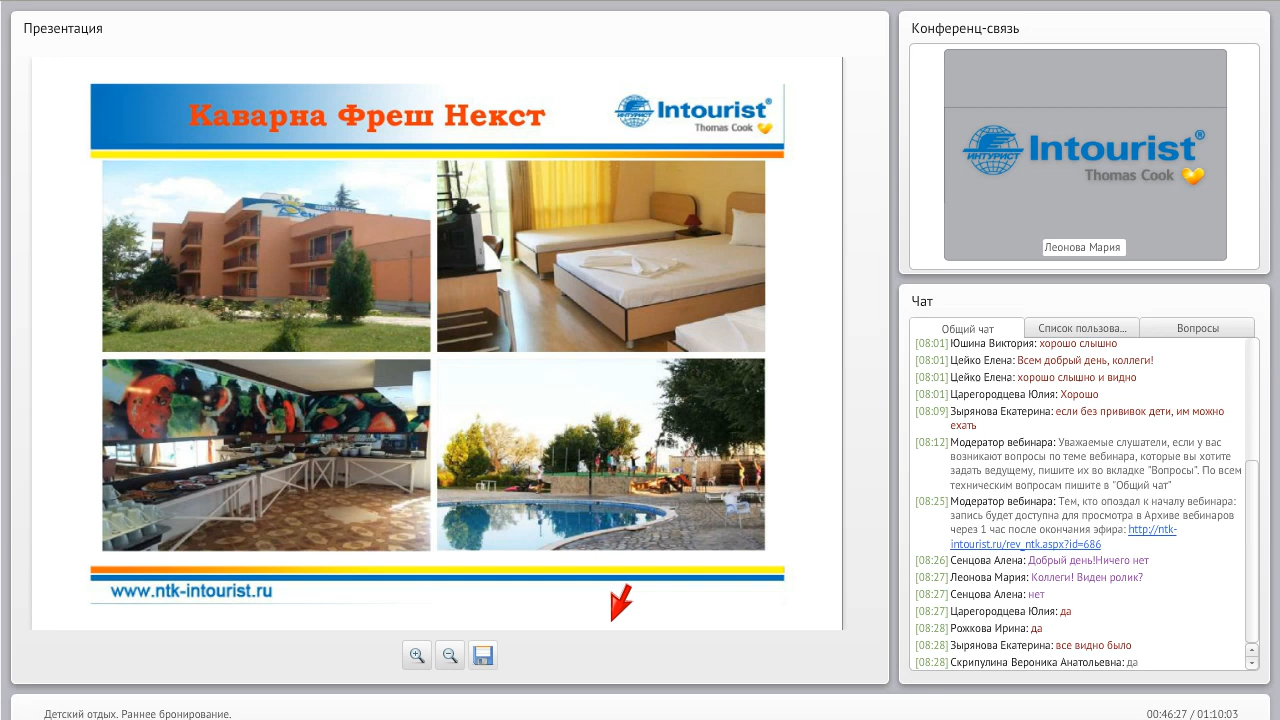 Презентация
Каварна Фреш Некст
ИНТУРИСТ
Intourist®
Thomas Cook
www.ntk-intourist.ru
Конференц-связь
ИНТУРИСТ
Intourist®
Thomas Cook
Леонова Мария
Чат
Общий чат
Список пользова...
Вопросы
[08:01] Юшина Виктория: хорошо слышно
[08:01] Цейко Елена: Всем добрый день, коллеги!
[08:01] Цейко Елена: хорошо слышно и видно
[08:01] Царегородцева Юлия: Хорошо
[08:09] Зырянова Екатерина: если без прививок дети, им можно
ехать
[08:12] Модератор вебинара: Уважаемые слушатели, если у вас
возникают вопросы по теме вебинара, которые вы хотите
задать ведущему, пишите их во вкладке "Вопросы". По всем
техническим вопросам пишите в "Общий чат"
[08:25] Модератор вебинара: Тем, кто опоздал к началу вебинара:
запись будет доступна для просмотра в Архиве вебинаров
через 1 час после окончания эфира: http://ntk-
intourist.ru/rev_ntk.aspx?id=686
[08:26] Сенцова Алена: Добрый день!Ничего нет
[08:27] Леонова Мария: Коллеги! Виден ролик?
[08:27] Сенцова Алена: нет
[08:27] Царегородцева Юлия: да
[08:28] Рожкова Ирина: да
[08:28] Зырянова Екатерина: все видно было
[08:28] Скрипулина Вероника Анатольевна: да
Детский отдых. Раннее бронирование.
00:46:27 / 01:10:03